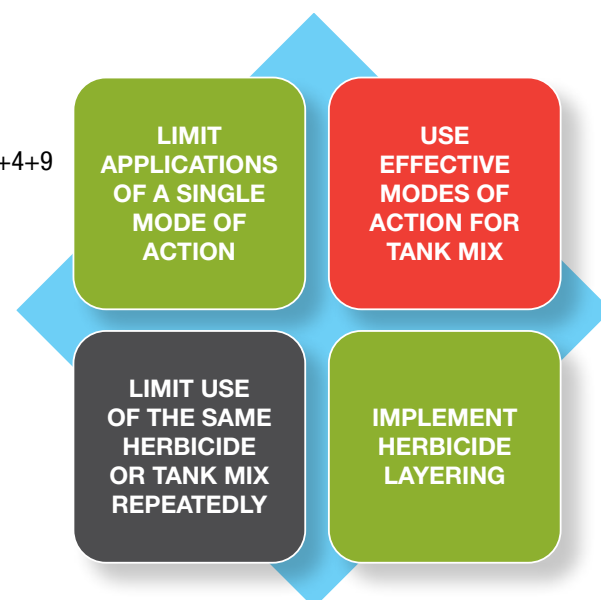 +4+9
LIMIT
APPLICATIONS
OF A SINGLE
MODE OF
ACTION
USE
EFFECTIVE
MODES OF
ACTION FOR
TANK MIX
LIMIT USE
OF THE SAME
HERBICIDE
OR TANK MIX
REPEATEDLY
IMPLEMENT
HERBICIDE
LAYERING